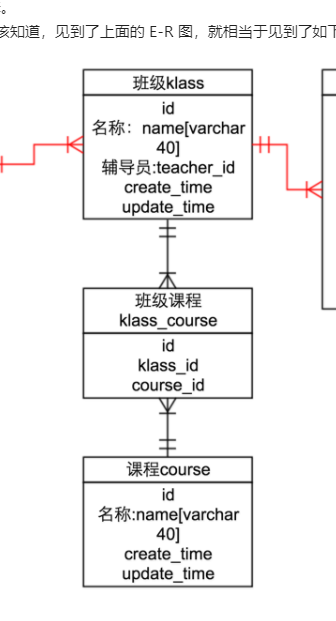 。
该知道，见到了上面的 E-R 图，就相当于见到了如下
班级klass
id
名称：name[varchar
40]
辅导员:teacher_id
create_time
update_time
班级课程
klass_course
id
klass_id
course_id
课程course
id
名称:name[varchar
40]
create_time
update_time